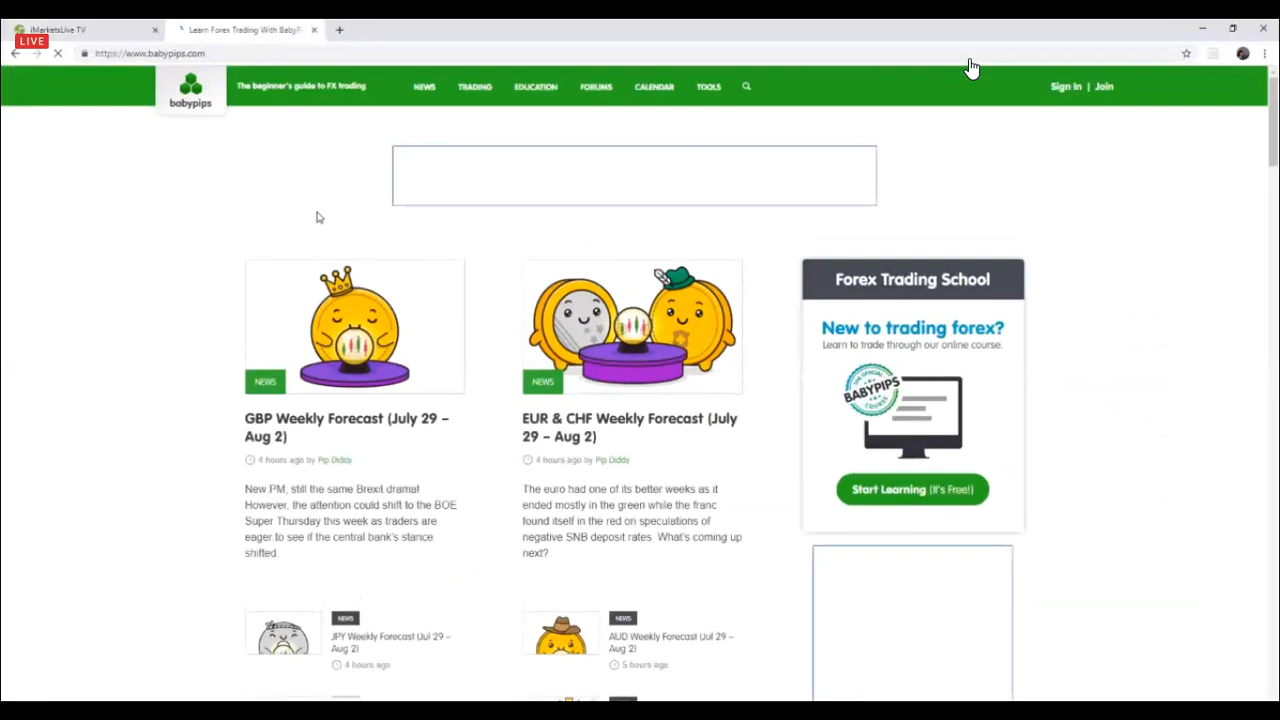 iMarketsLive TV
Learn Forex Trading With BabyPi
LIVE
https://www.babypips.com
babypips
The beginner's guide to FX trading
NEWS
TRADING
EDUCATION
FORUMS
CALENDAR
TOOLS
Sign In | Join
NEWS
GBP Weekly Forecast (July 29 –
Aug 2)
4 hours ago by Pip Diddy
New PM, still the same Brexit drama!
However, the attention could shift to the BOE
Super Thursday this week as traders are
eager to see if the central bank's stance
shifted.
NEWS
EUR & CHF Weekly Forecast (July
29 – Aug 2)
4 hours ago by Pip Diddy
The euro had one of its better weeks as it
ended mostly in the green while the franc
found itself in the red on speculations of
negative SNB deposit rates. What's coming up
next?
Forex Trading School
New to trading forex?
Learn to trade through our online course.
THE OFFICIAL
BABYPIPS
COURSE
Start Learning (It's Free!)
NEWS
JPY Weekly Forecast (Jul 29 –
Aug 2)
4 hours ago
NEWS
AUD Weekly Forecast (Jul 29 –
Aug 2)
5 hours ago